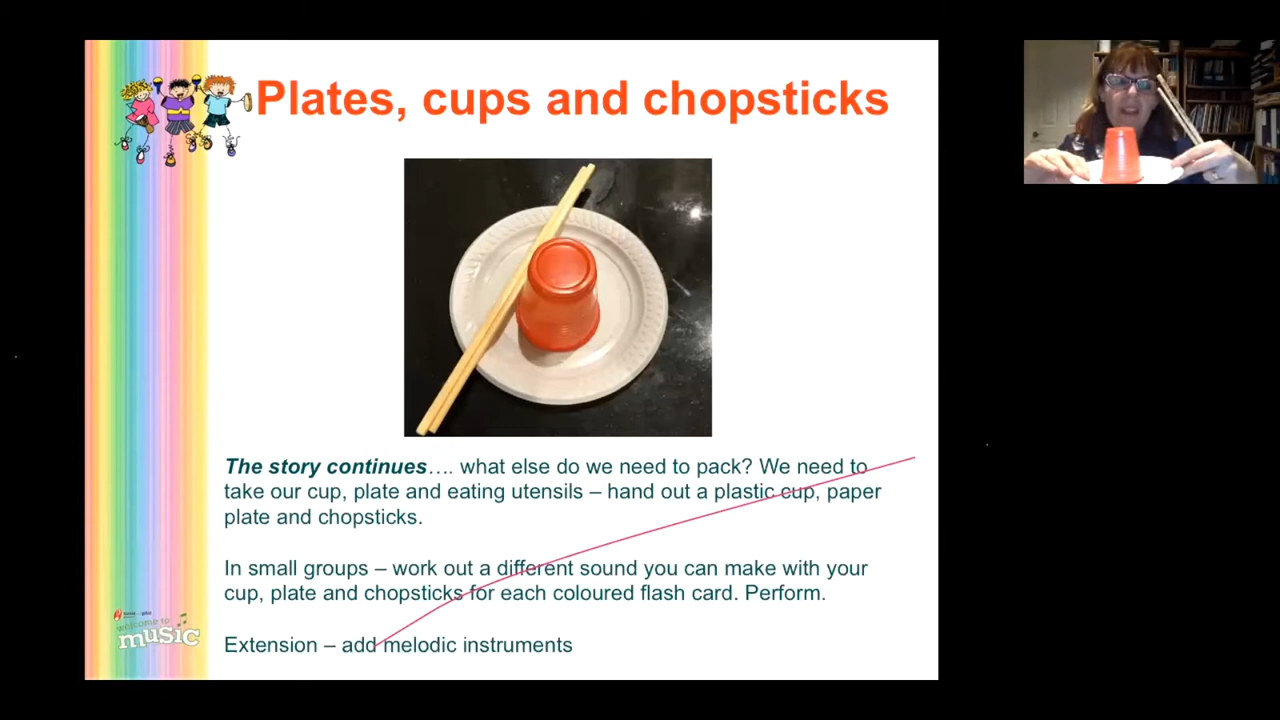 Plates, cups and chopsticks
The story continues…. what else do we need to pack? We need to
take our cup, plate and eating utensils – hand out a plastic cup, paper
plate and chopsticks.
In small groups – work out a different sound you can make with your
cup, plate and chopsticks for each coloured flash card. Perform.
Extension – add melodic instruments
welcome to
music